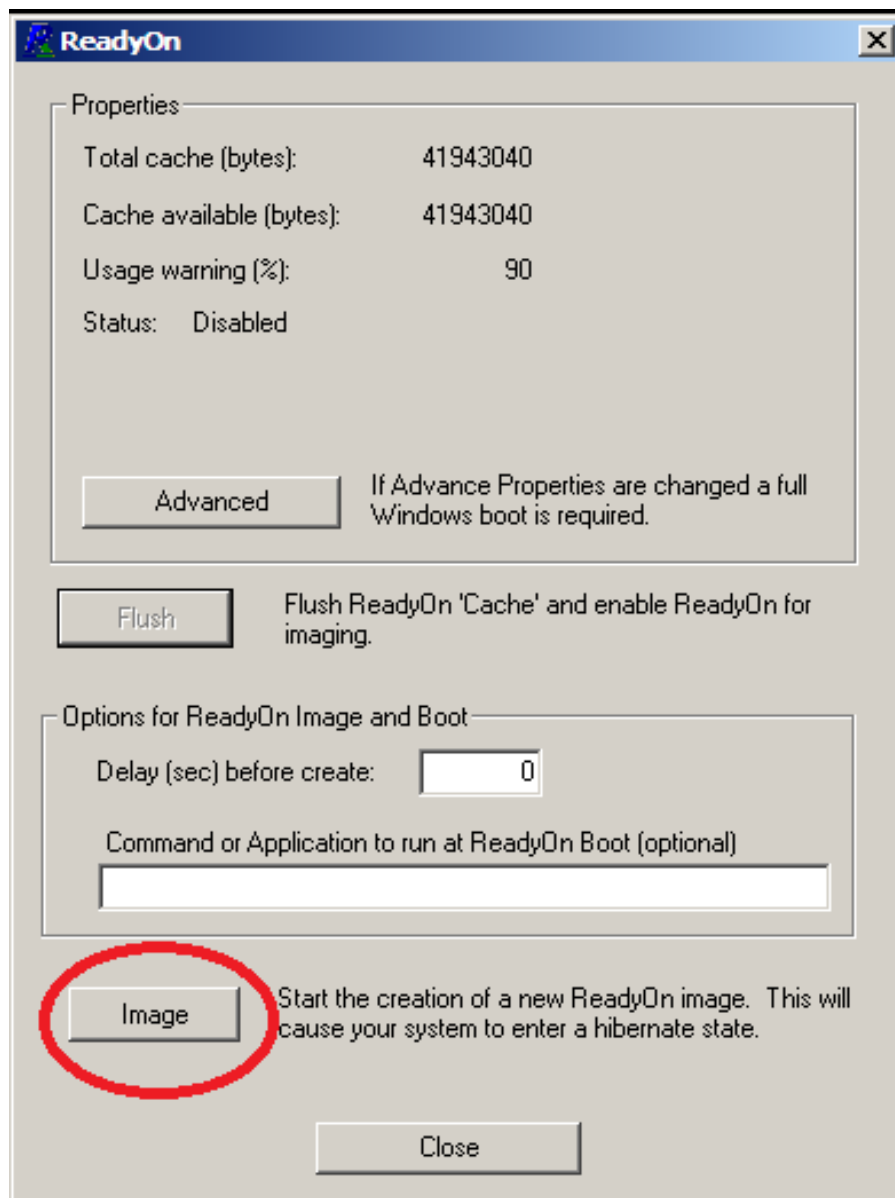 ReadyOn
Properties
Total cache (bytes): 41943040
Cache available (bytes): 41943040
Usage warning (%): 90
Status: Disabled
Advanced
If Advance Properties are changed a full
Windows boot is required.
Flush
Flush ReadyOn 'Cache' and enable ReadyOn for
imaging.
Options for ReadyOn Image and Boot
Delay (sec) before create: 0
Command or Application to run at ReadyOn Boot (optional)
Image
Start the creation of a new ReadyOn image. This will
cause your system to enter a hibernate state.
Close